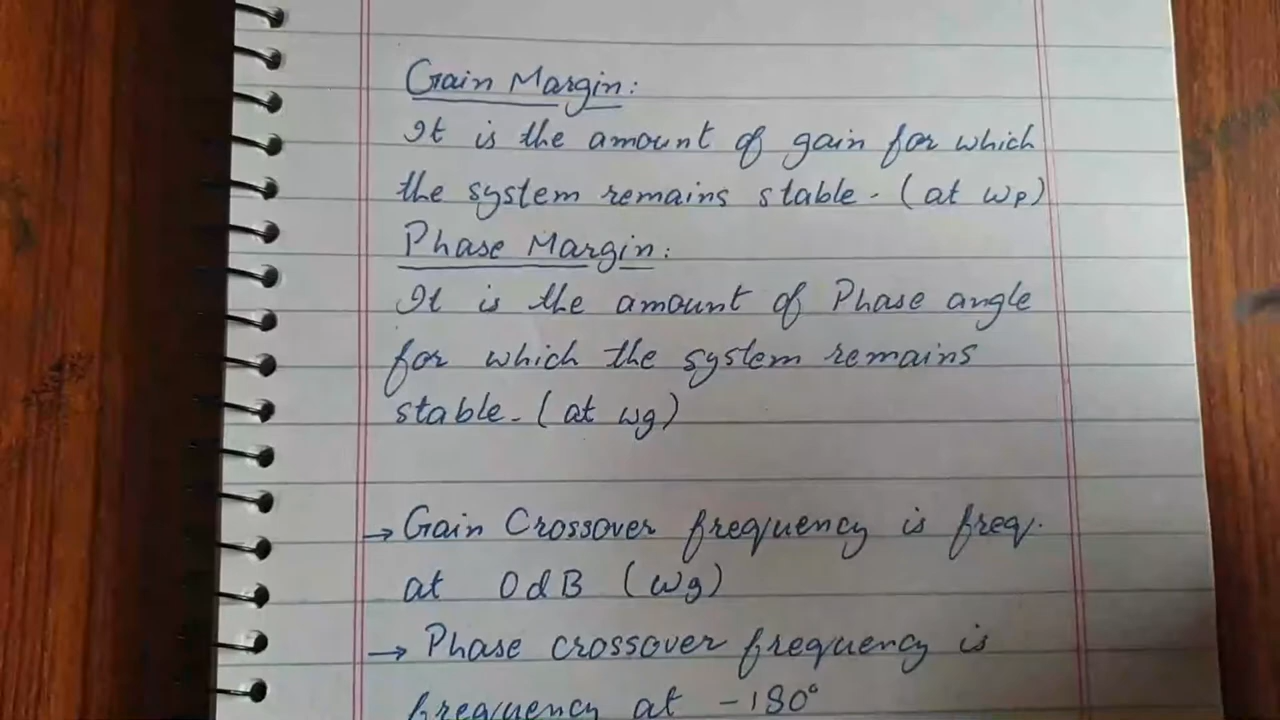 Gain Margin:
It is the amount of gain for which
the system remains stable. (at ωp)
Phase Margin:
It is the amount of Phase angle
for which the system remains
stable. (at ωg)
→ Gain Crossover frequency is freq.
at 0dB (ωg)
→ Phase crossover frequency is
frequency at -180°